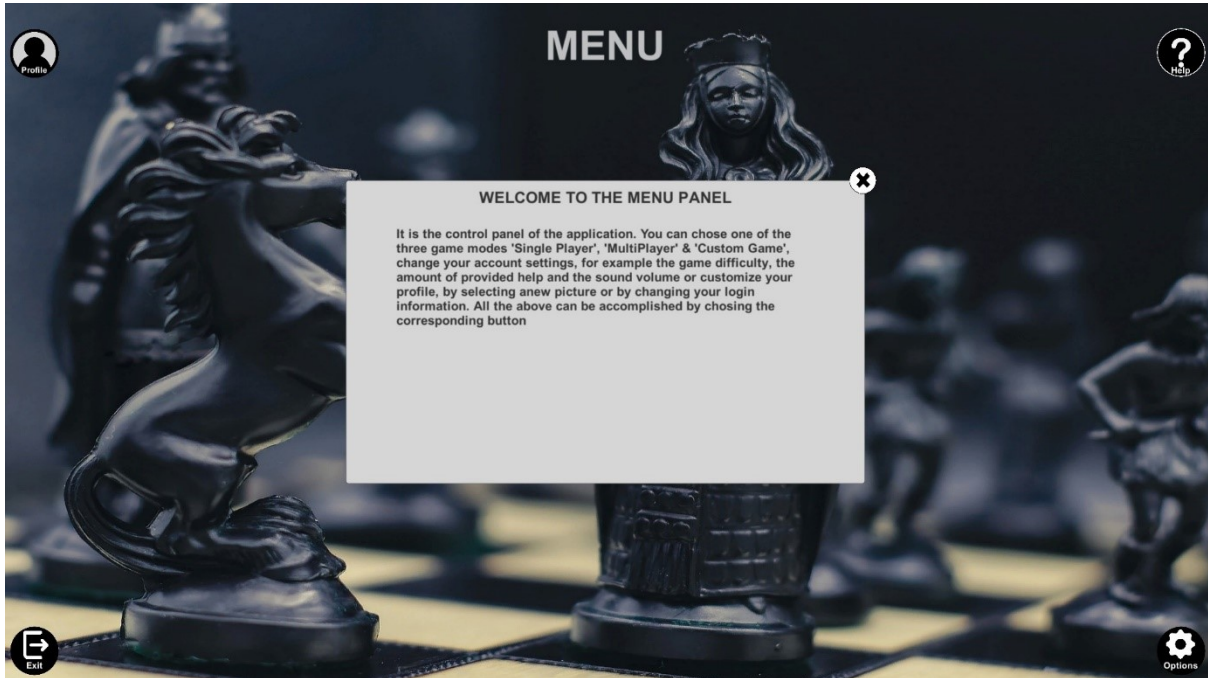 MENU
Profile
Help
WELCOME TO THE MENU PANEL
It is the control panel of the application. You can chose one of the
three game modes 'Single Player', 'MultiPlayer' & 'Custom Game',
change your account settings, for example the game difficulty, the
amount of provided help and the sound volume or customize your
profile, by selecting anew picture or by changing your login
information. All the above can be accomplished by chosing the
corresponding button
Exit
Options